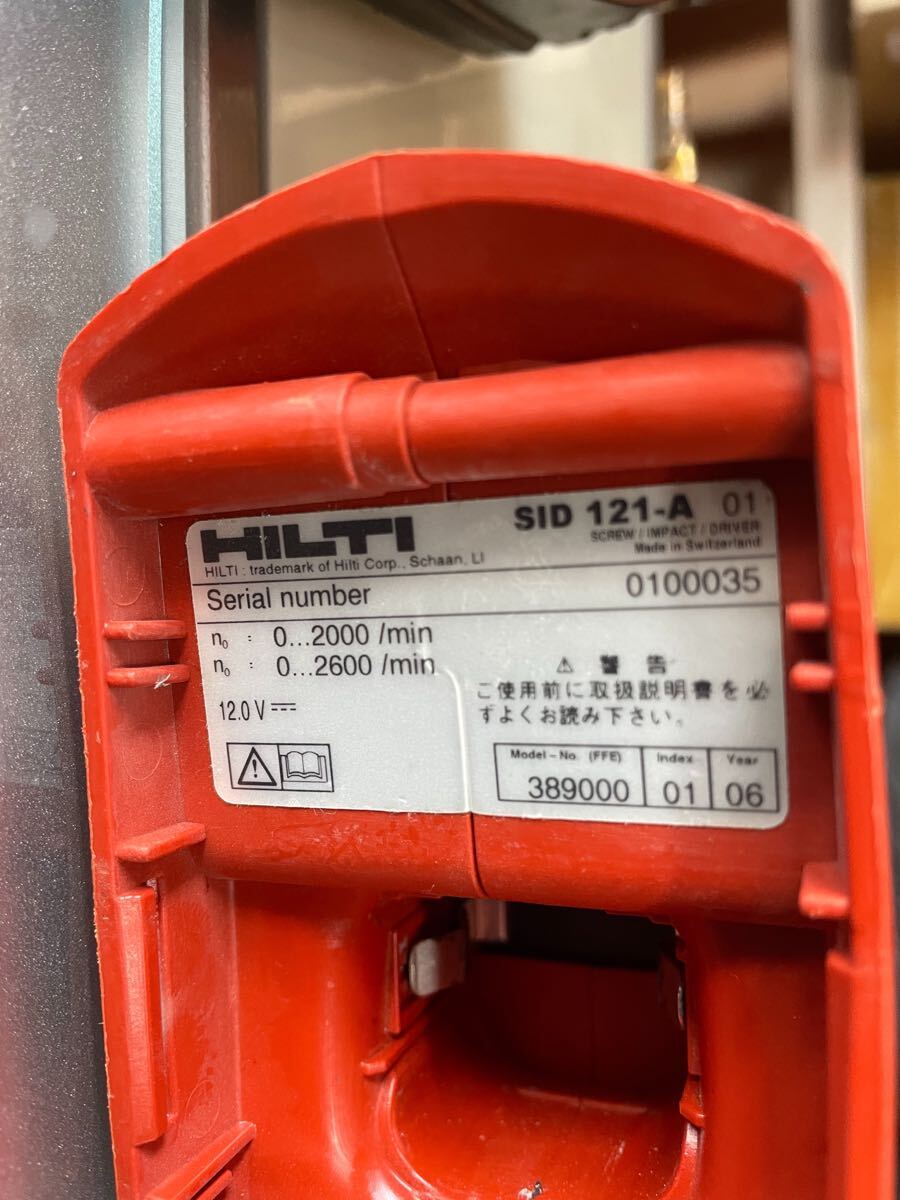 HILTI
SID 121-A 01
SCREW / IMPACT / DRIVER
Made in Switzerland
HILTI : trademark of Hilti Corp., Schaan, LI
Serial number 0100035
n₀ : 0...2000 /min
n₀ : 0...2600 /min
12.0 V
⚠ 警告
ご使用前に取扱説明書を必
ずよくお読み下さい。
Model-No. (FFE) Index Year
389000 01 06